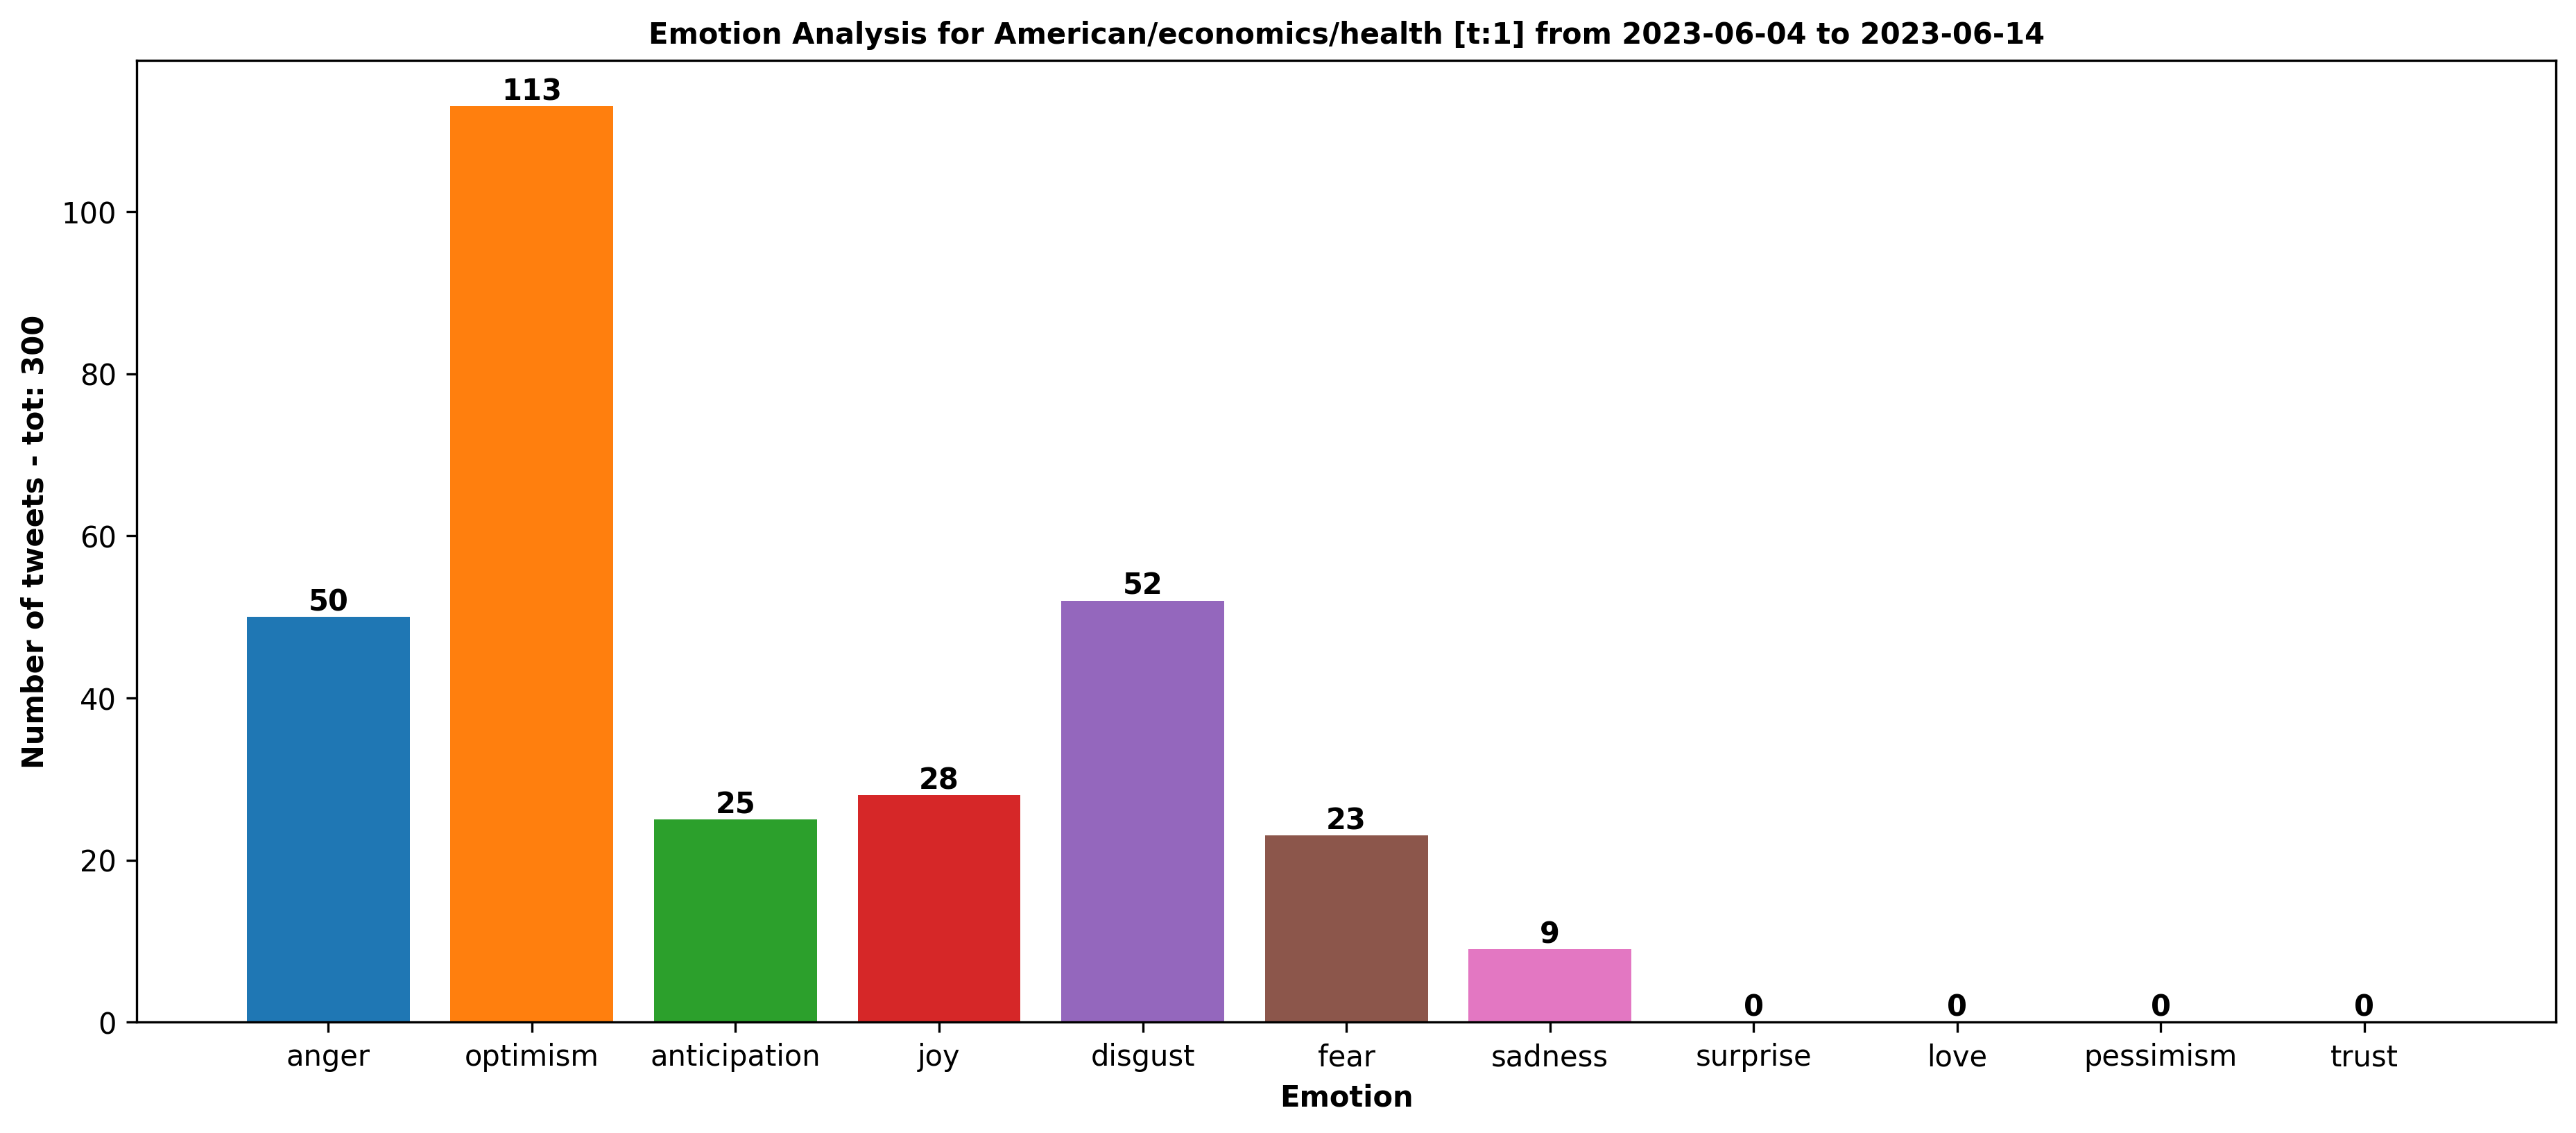 Emotion Analysis for American/economics/health [t:1] from 2023-06-04 to 2023-06-14
Number of tweets - tot: 300
100
80
60
40
20
0
50
113
25
28
52
23
9
0
0
0
0
anger
optimism
anticipation
joy
disgust
fear
sadness
surprise
love
pessimism
trust
Emotion